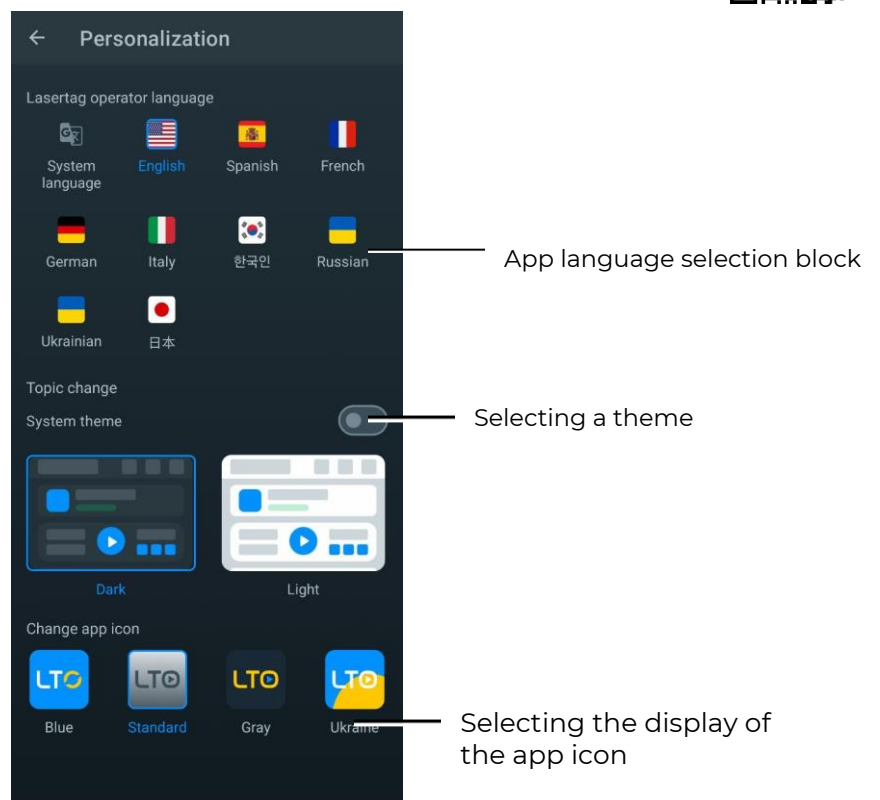 Personalization
Lasertag operator language
System language
English
Spanish
French
German
Italy
한국인
Russian
App language selection block
Ukrainian
日本
Topic change
System theme
Selecting a theme
Dark
Light
Change app icon
LTO
LTO
LTO
LTO
Blue
Standard
Gray
Ukraine
Selecting the display of
the app icon